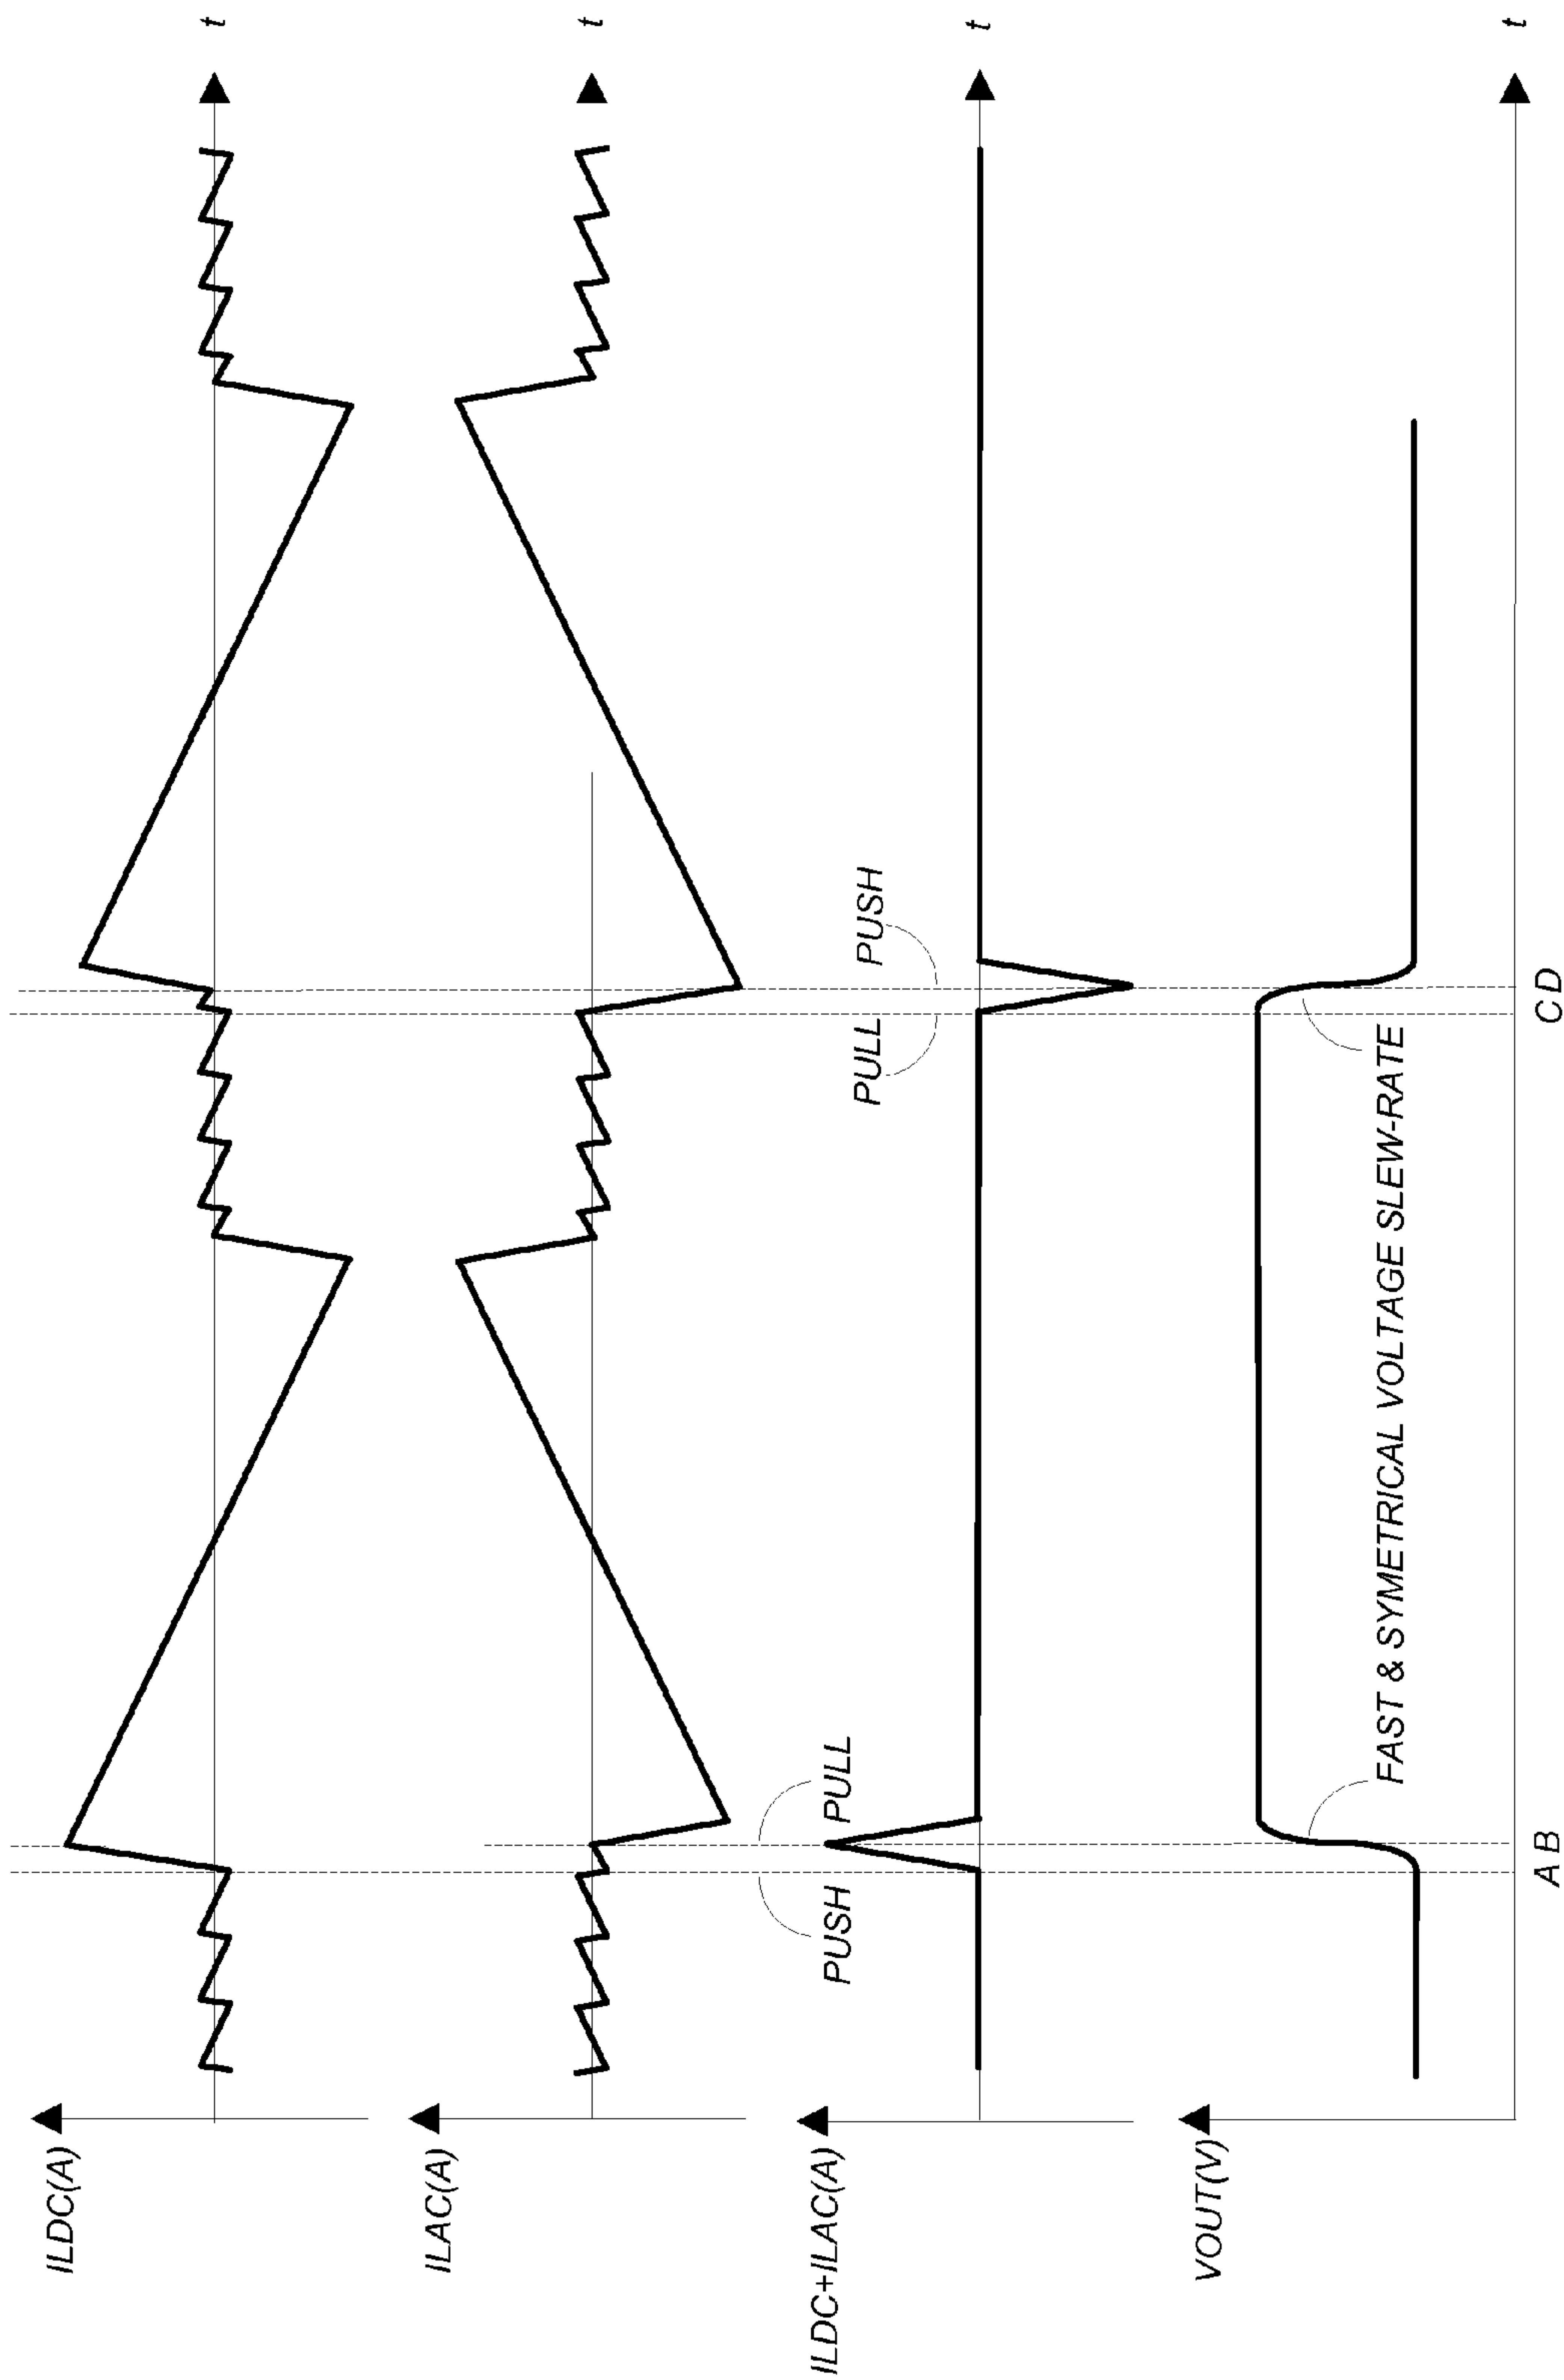 ILDC(A)
t
ILAC(A)
t
ILDC+ILAC(A)
PUSH
PULL
PULL
PUSH
t
VOUT(V)
FAST & SYMETRICAL VOLTAGE SLEW-RATE
t
A B
C D